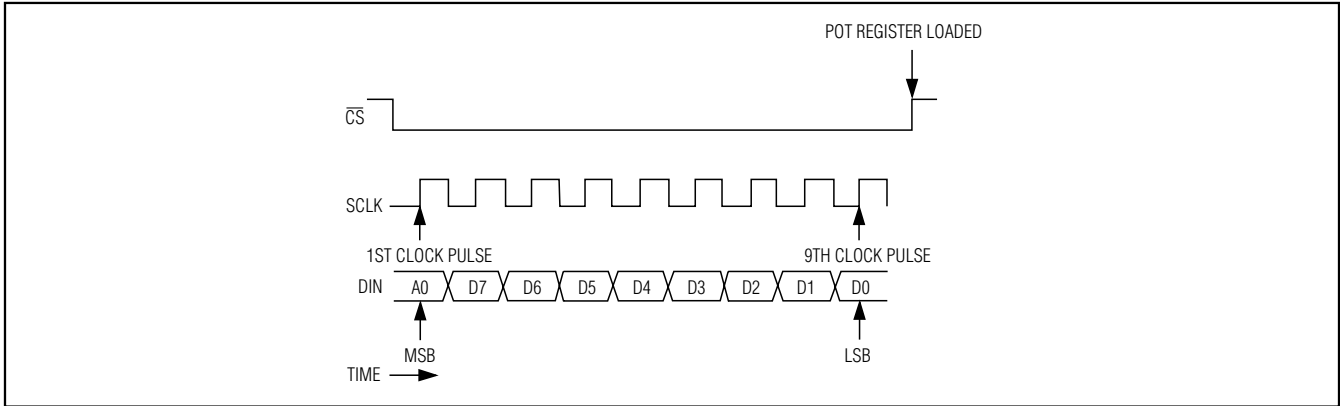 POT REGISTER LOADED
CS
SCLK
1ST CLOCK PULSE 9TH CLOCK PULSE
DIN A0 D7 D6 D5 D4 D3 D2 D1 D0
MSB LSB
TIME